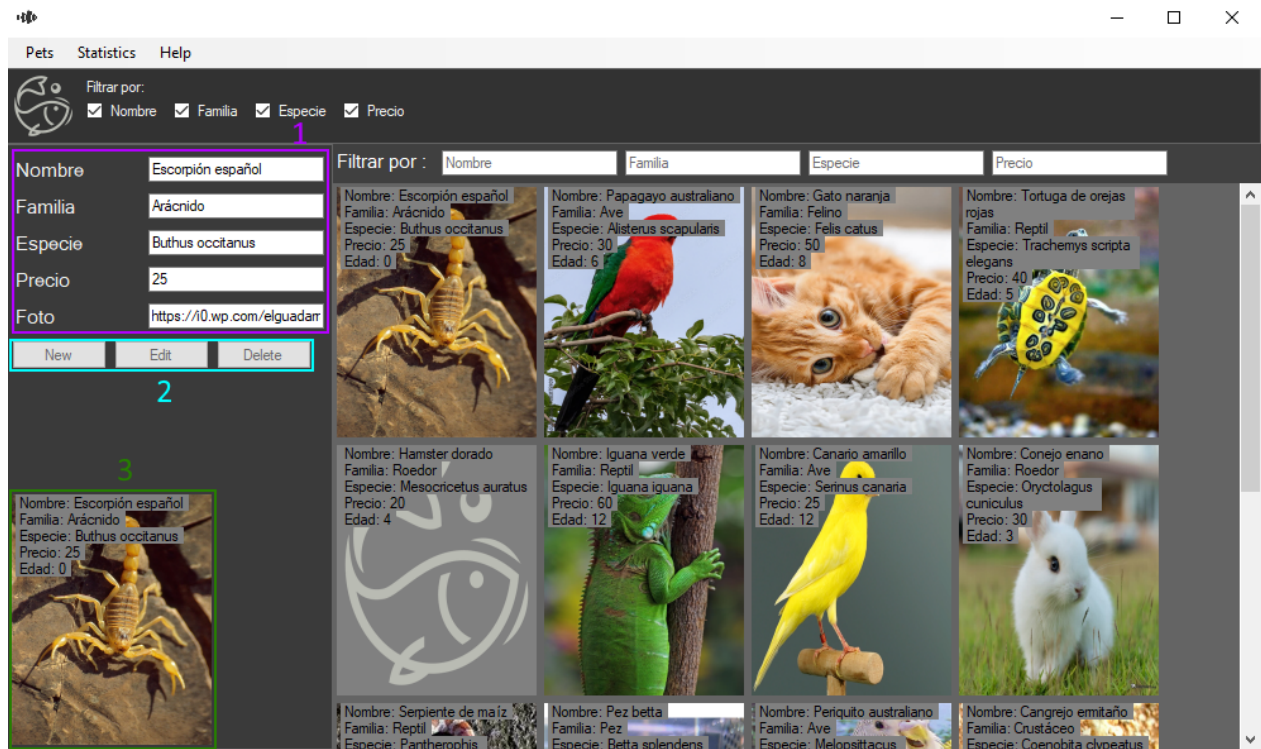 Pets Statistics Help
Filtrar por:
Nombre Familia Especie Precio
1
Nombre Escorpión español
Familia Arácnido
Especie Buthus occitanus
Precio 25
Foto https://i0.wp.com/elguadarr
New Edit Delete
2
3
Nombre: Escorpión español
Familia: Arácnido
Especie: Buthus occitanus
Precio: 25
Edad: 0
Filtrar por : Nombre Familia Especie Precio
Nombre: Escorpión español
Familia: Arácnido
Especie: Buthus occitanus
Precio: 25
Edad: 0
Nombre: Papagayo australiano
Familia: Ave
Especie: Alisterus scapularis
Precio: 30
Edad: 6
Nombre: Gato naranja
Familia: Felino
Especie: Felis catus
Precio: 50
Edad: 8
Nombre: Tortuga de orejas
rojas
Familia: Reptil
Especie: Trachemys scripta
elegans
Precio: 40
Edad: 5
Nombre: Hamster dorado
Familia: Roedor
Especie: Mesocricetus auratus
Precio: 20
Edad: 4
Nombre: Iguana verde
Familia: Reptil
Especie: Iguana iguana
Precio: 60
Edad: 12
Nombre: Canario amarillo
Familia: Ave
Especie: Serinus canaria
Precio: 25
Edad: 12
Nombre: Conejo enano
Familia: Roedor
Especie: Oryctolagus
cuniculus
Precio: 30
Edad: 3
Nombre: Serpiente de maíz
Familia: Reptil
Especie: Pantherophis
Nombre: Pez betta
Familia: Pez
Especie: Betta splendens
Nombre: Periquito australiano
Familia: Ave
Especie: Melopsittacus
Nombre: Cangrejo ermitaño
Familia: Crustáceo
Especie: Coenobita clypeatus